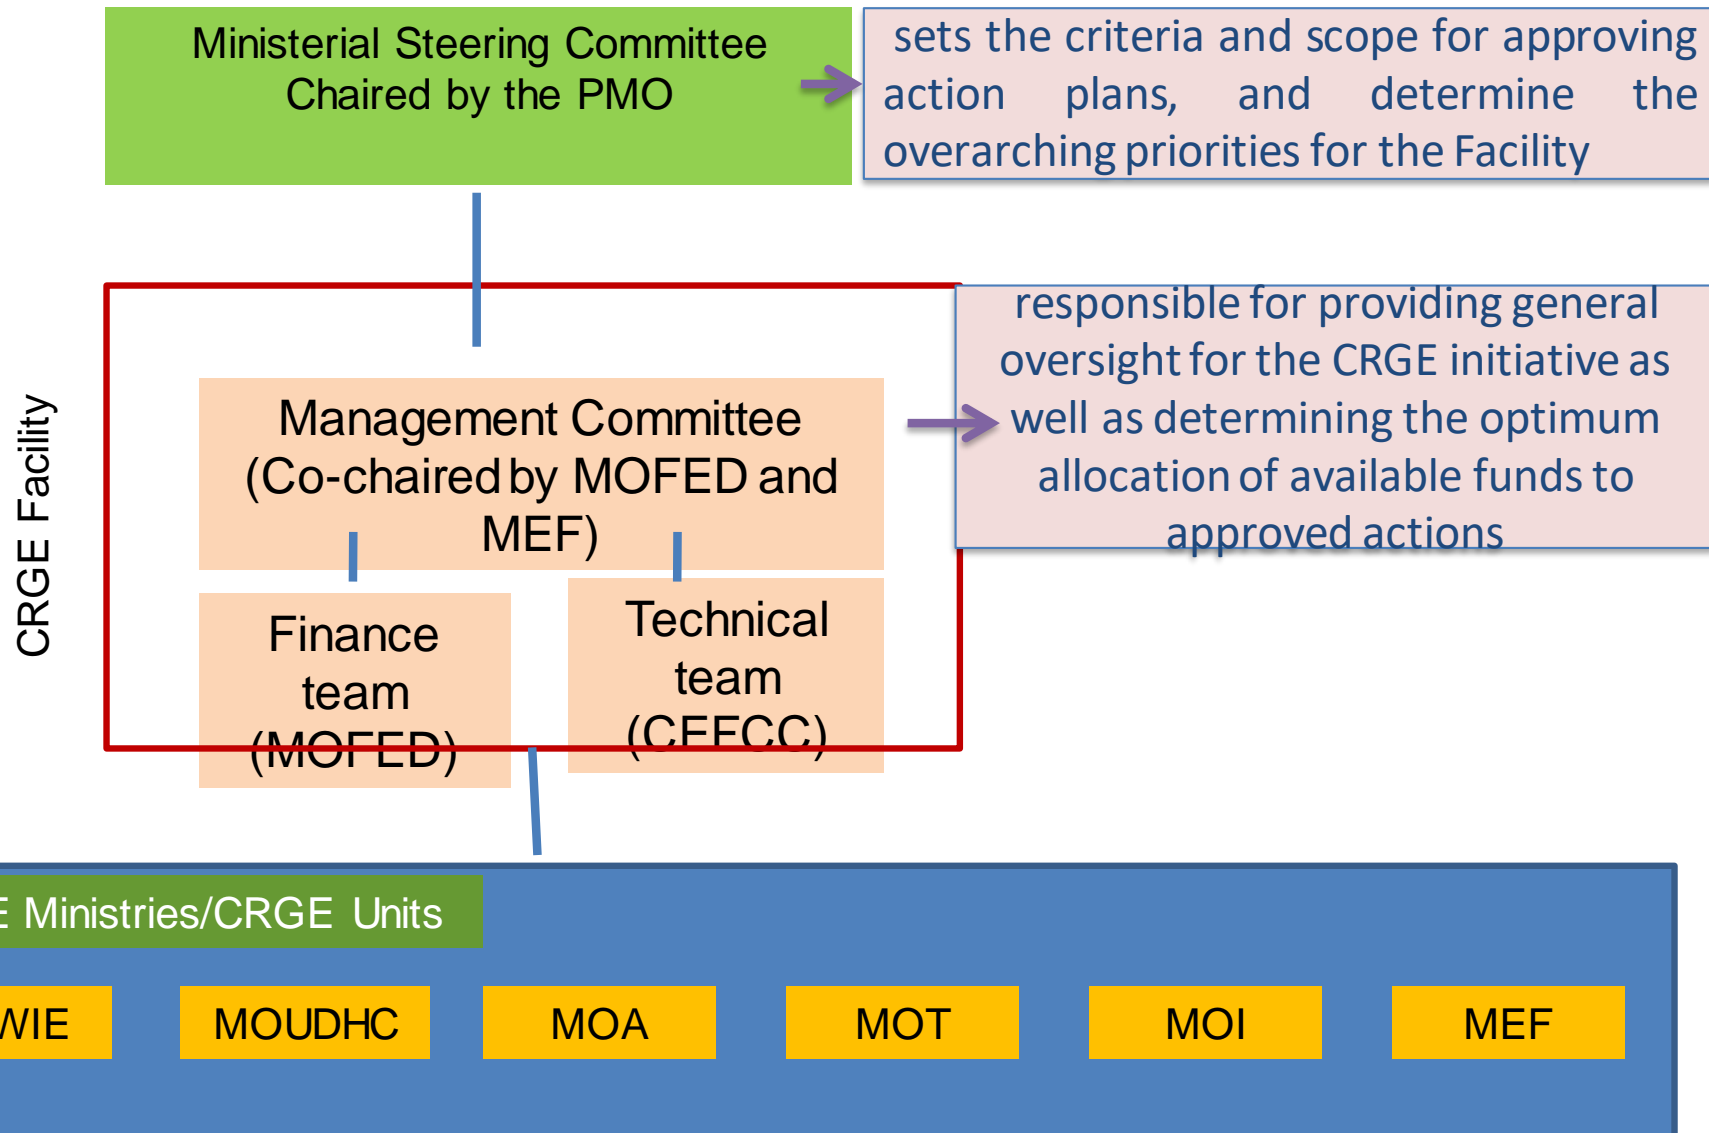 Ministerial Steering Committee
Chaired by the PMO
sets the criteria and scope for approving
action plans, and determine the
overarching priorities for the Facility
CRGE Facility
responsible for providing general
oversight for the CRGE initiative as
well as determining the optimum
allocation of available funds to
approved actions
Management Committee
(Co-chaired by MOFED and
MEF)
Finance
team
(MOFED)
Technical
team
(CEFCC)
E Ministries/CRGE Units
WIE
MOUDHC
MOA
MOT
MOI
MEF